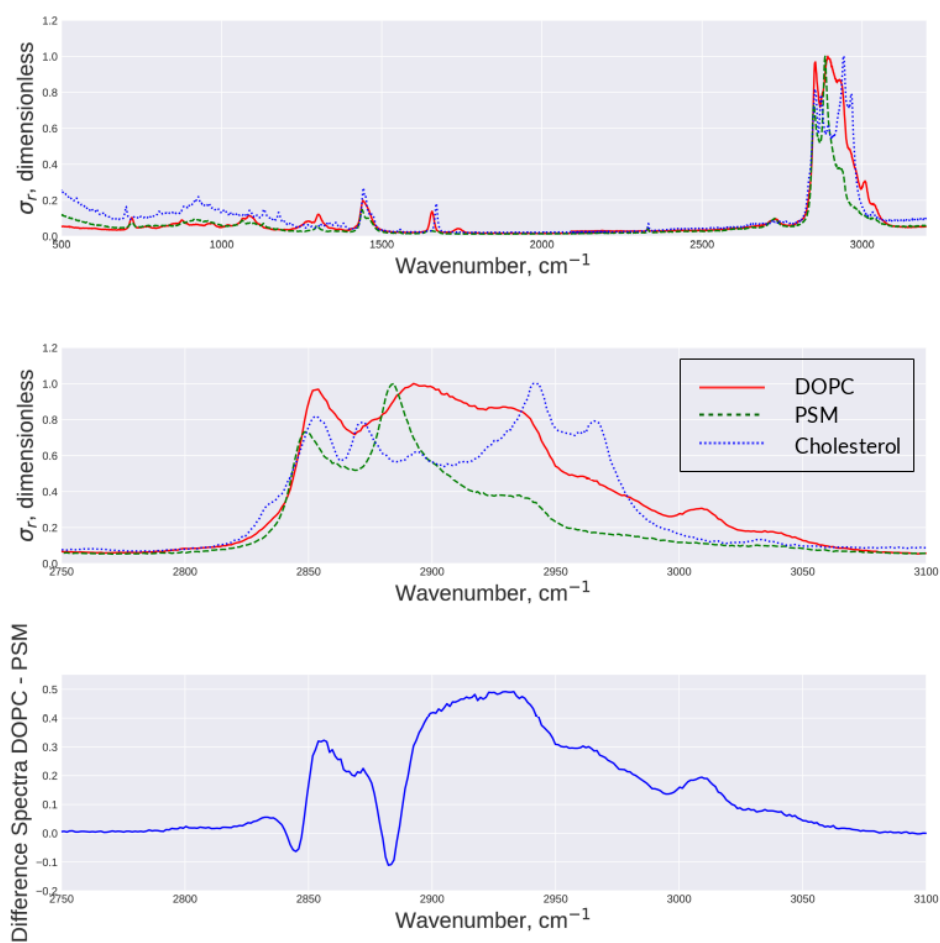 1.2
1.0
0.8
0.6
0.4
0.2
0.0
σr, dimensionless
500 1000 1500 2000 2500 3000
Wavenumber, cm−1
1.2
1.0
0.8
0.6
0.4
0.2
0.0
σr, dimensionless
DOPC
PSM
Cholesterol
2750 2800 2850 2900 2950 3000 3050 3100
Wavenumber, cm−1
Difference Spectra DOPC - PSM
0.5
0.4
0.3
0.2
0.1
0.0
−0.1
−0.2
2750 2800 2850 2900 2950 3000 3050 3100
Wavenumber, cm−1